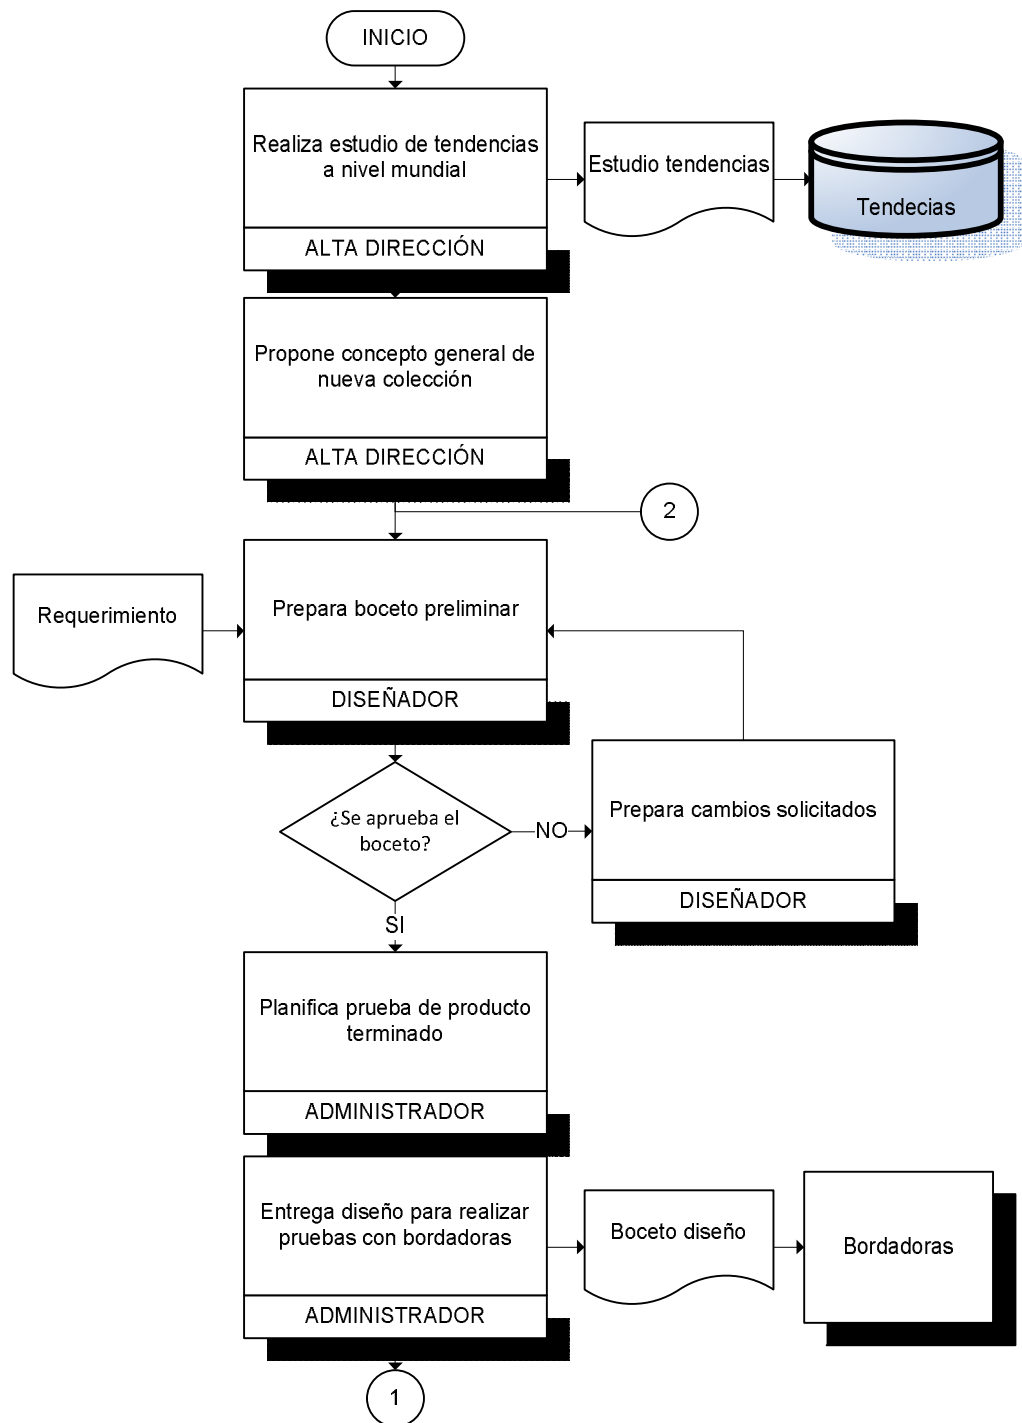 INICIO
Realiza estudio de tendencias
a nivel mundial
ALTA DIRECCIÓN
Estudio tendencias
Tendecias
Propone concepto general de
nueva colección
ALTA DIRECCIÓN
2
Requerimiento
Prepara boceto preliminar
DISEÑADOR
¿Se aprueba el
boceto?
NO
Prepara cambios solicitados
DISEÑADOR
SI
Planifica prueba de producto
terminado
ADMINISTRADOR
Entrega diseño para realizar
pruebas con bordadoras
ADMINISTRADOR
Boceto diseño
Bordadoras
1